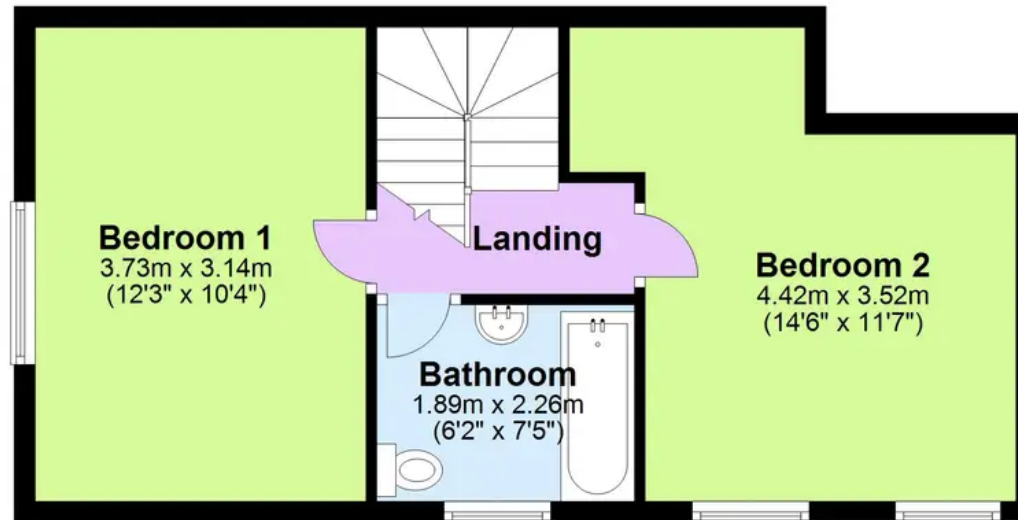 Bedroom 1
3.73m x 3.14m
(12'3" x 10'4")
Landing
Bedroom 2
4.42m x 3.52m
(14'6" x 11'7")
Bathroom
1.89m x 2.26m
(6'2" x 7'5")